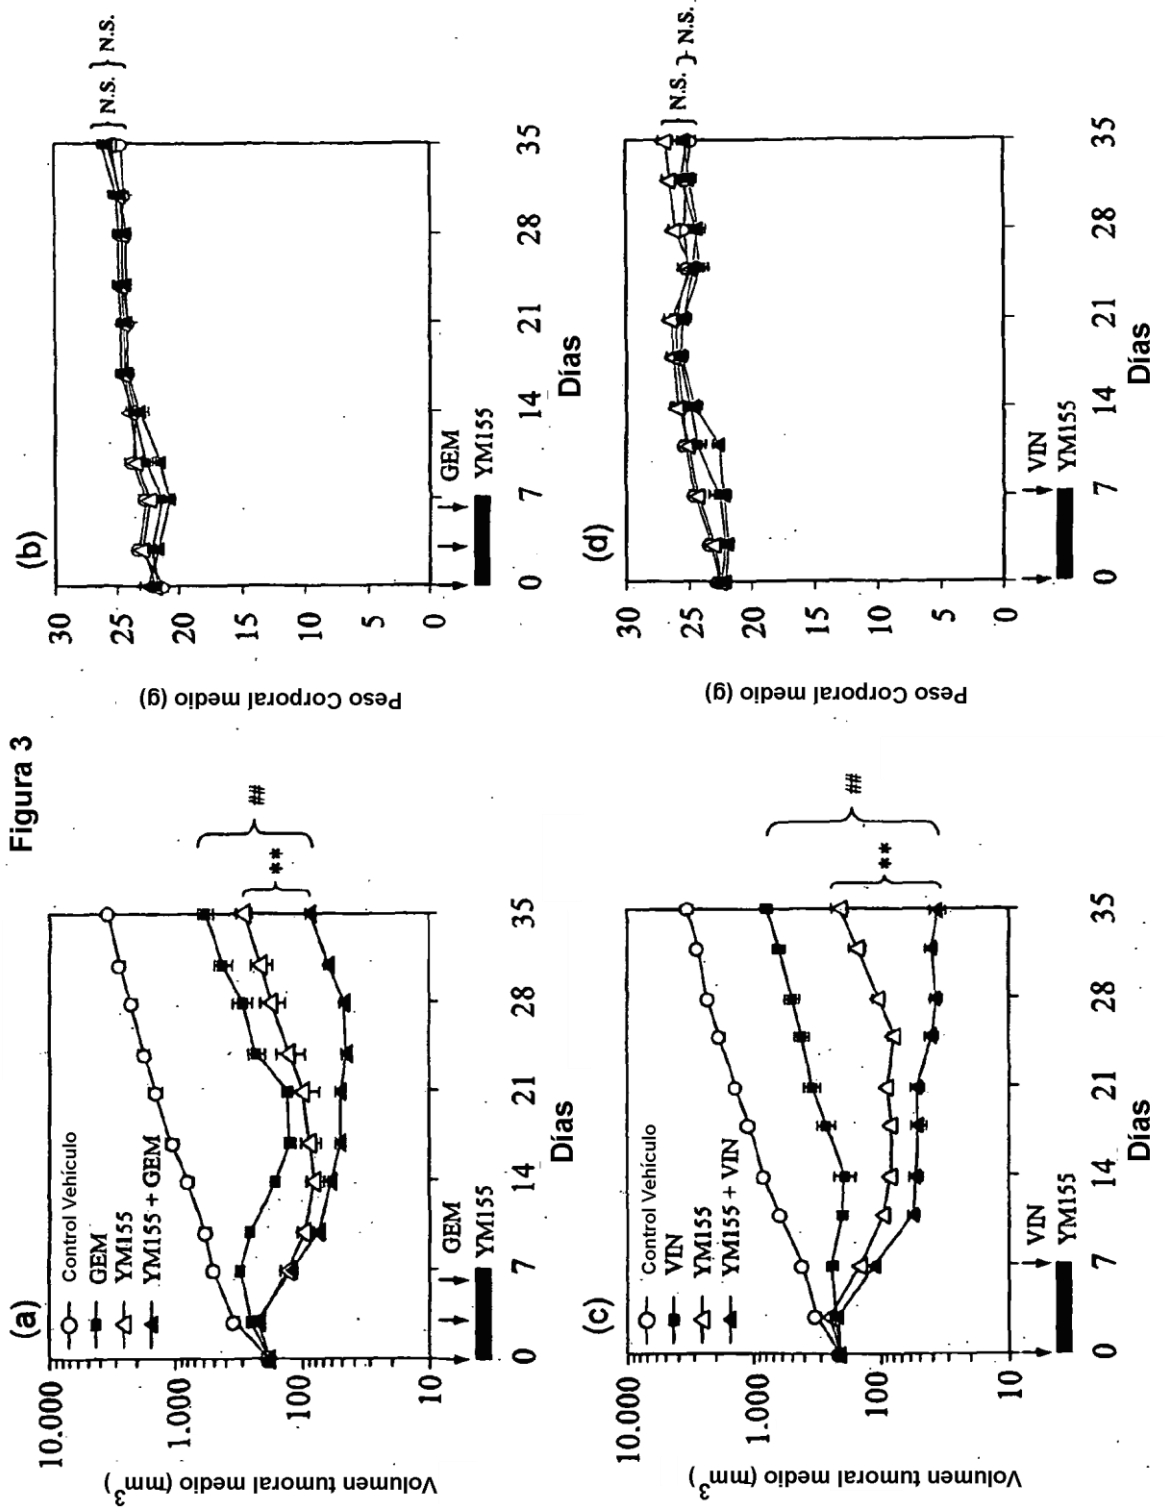 Figura 3
(a)
Volumen tumoral medio (mm³)
10.000
1.000
100
10
Control Vehículo
GEM
YM155
YM155 + GEM
##
**
0 7 14 21 28 35
Días
GEM
YM155
(b)
Peso Corporal medio (g)
30
25
20
15
10
5
0
} N.S. } N.S.
0 7 14 21 28 35
Días
GEM
YM155
(c)
Volumen tumoral medio (mm³)
10.000
1.000
100
10
Control Vehículo
VIN
YM155
YM155 + VIN
##
**
0 7 14 21 28 35
Días
VIN
YM155
(d)
Peso Corporal medio (g)
30
25
20
15
10
5
0
} N.S. } N.S.
0 7 14 21 28 35
Días
VIN
YM155